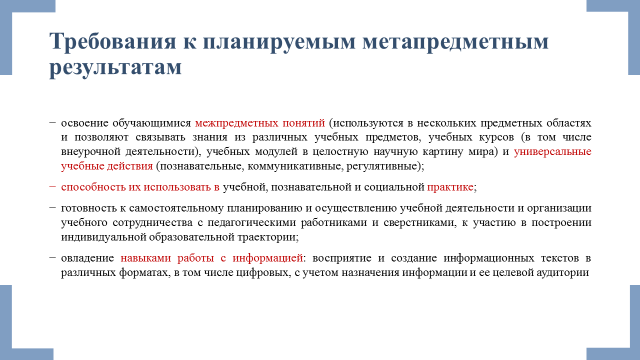 Требования к планируемым метапредметным
результатам
− освоение обучающимися межпредметных понятий (используются в нескольких предметных областях
и позволяют связывать знания из различных учебных предметов, учебных курсов (в том числе
внеурочной деятельности), учебных модулей в целостную научную картину мира) и универсальные
учебные действия (познавательные, коммуникативные, регулятивные);
− способность их использовать в учебной, познавательной и социальной практике;
− готовность к самостоятельному планированию и осуществлению учебной деятельности и организации
учебного сотрудничества с педагогическими работниками и сверстниками, к участию в построении
индивидуальной образовательной траектории;
− овладение навыками работы с информацией: восприятие и создание информационных текстов в
различных форматах, в том числе цифровых, с учетом назначения информации и ее целевой аудитории